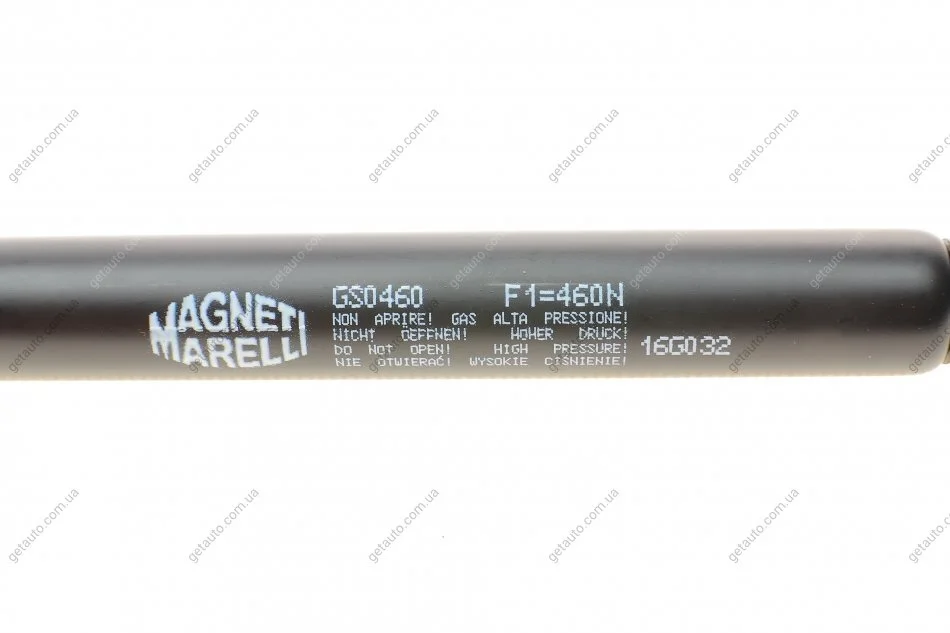 MAGNETI
MARELLI
GS0460 F1=460N
NON APRIRE! GAS ALTA PRESSIONE!
NICHT OEFFNEN! HOHER DRUCK!
DO NOT OPEN! HIGH PRESSURE!
NIE OTWIERAĆ! WYSOKIE CIŚNIENIE!
16G032
getauto.com.ua